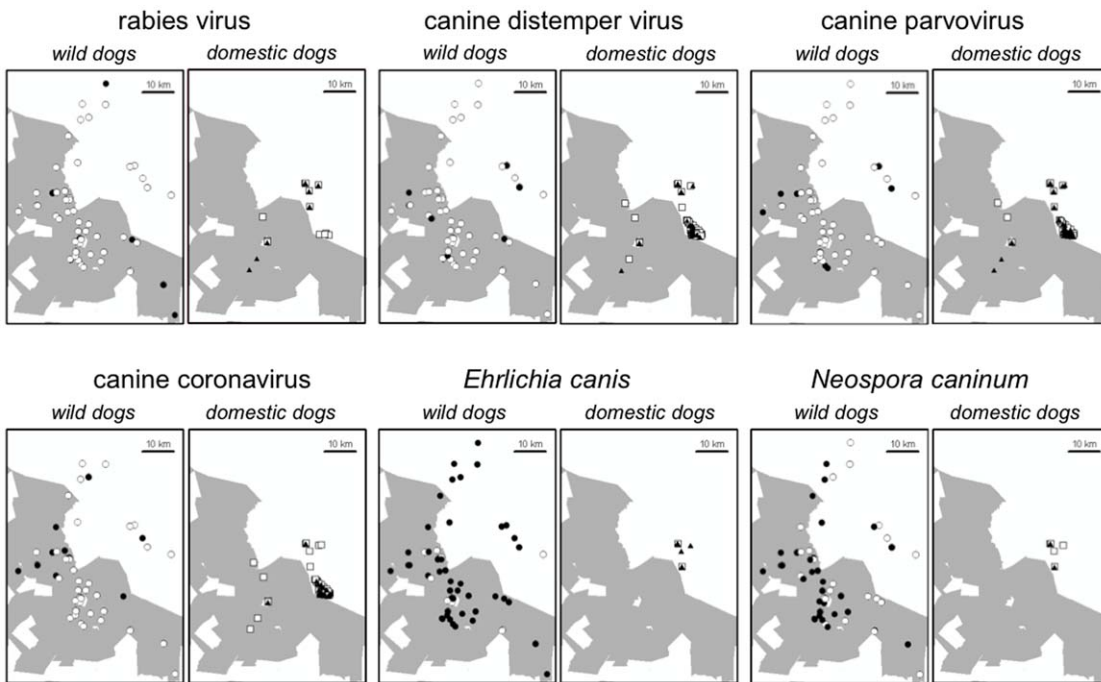 rabies virus canine distemper virus canine parvovirus
wild dogs domestic dogs wild dogs domestic dogs wild dogs domestic dogs
10 km 10 km 10 km 10 km 10 km 10 km
canine coronavirus Ehrlichia canis Neospora caninum
wild dogs domestic dogs wild dogs domestic dogs wild dogs domestic dogs
10 km 10 km 10 km 10 km 10 km 10 km